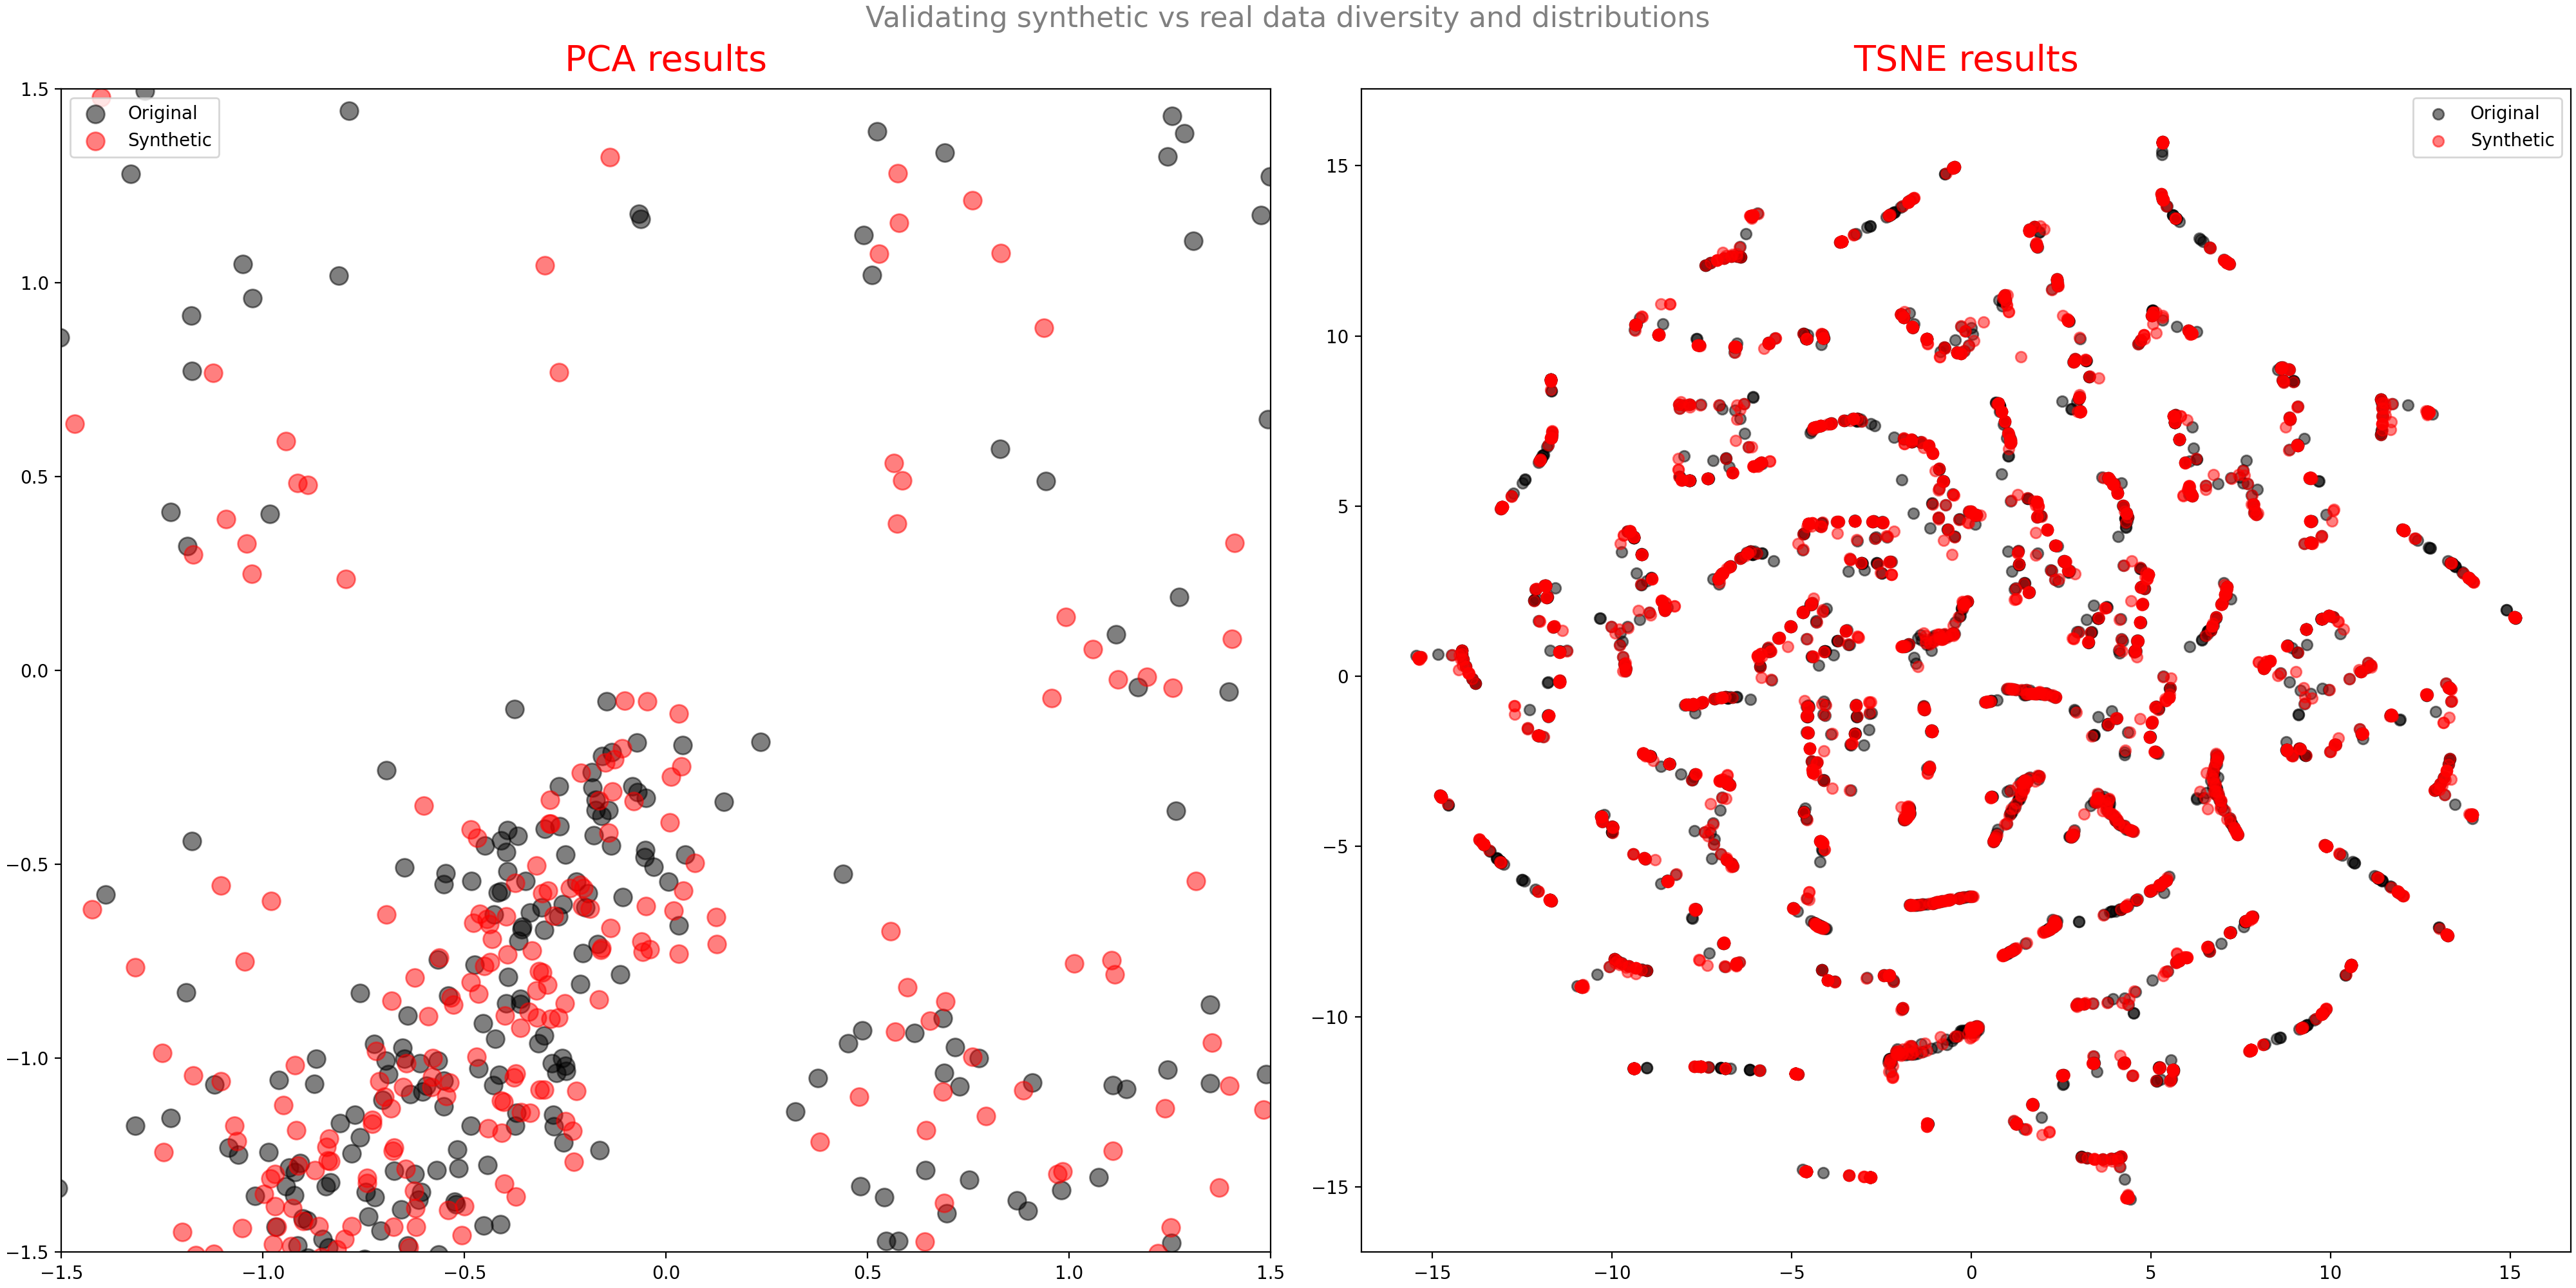 Validating synthetic vs real data diversity and distributions
PCA results
Original
Synthetic
1.5
1.0
0.5
0.0
−0.5
−1.0
−1.5
−1.5 −1.0 −0.5 0.0 0.5 1.0 1.5
TSNE results
Original
Synthetic
15
10
5
0
−5
−10
−15
−15 −10 −5 0 5 10 15